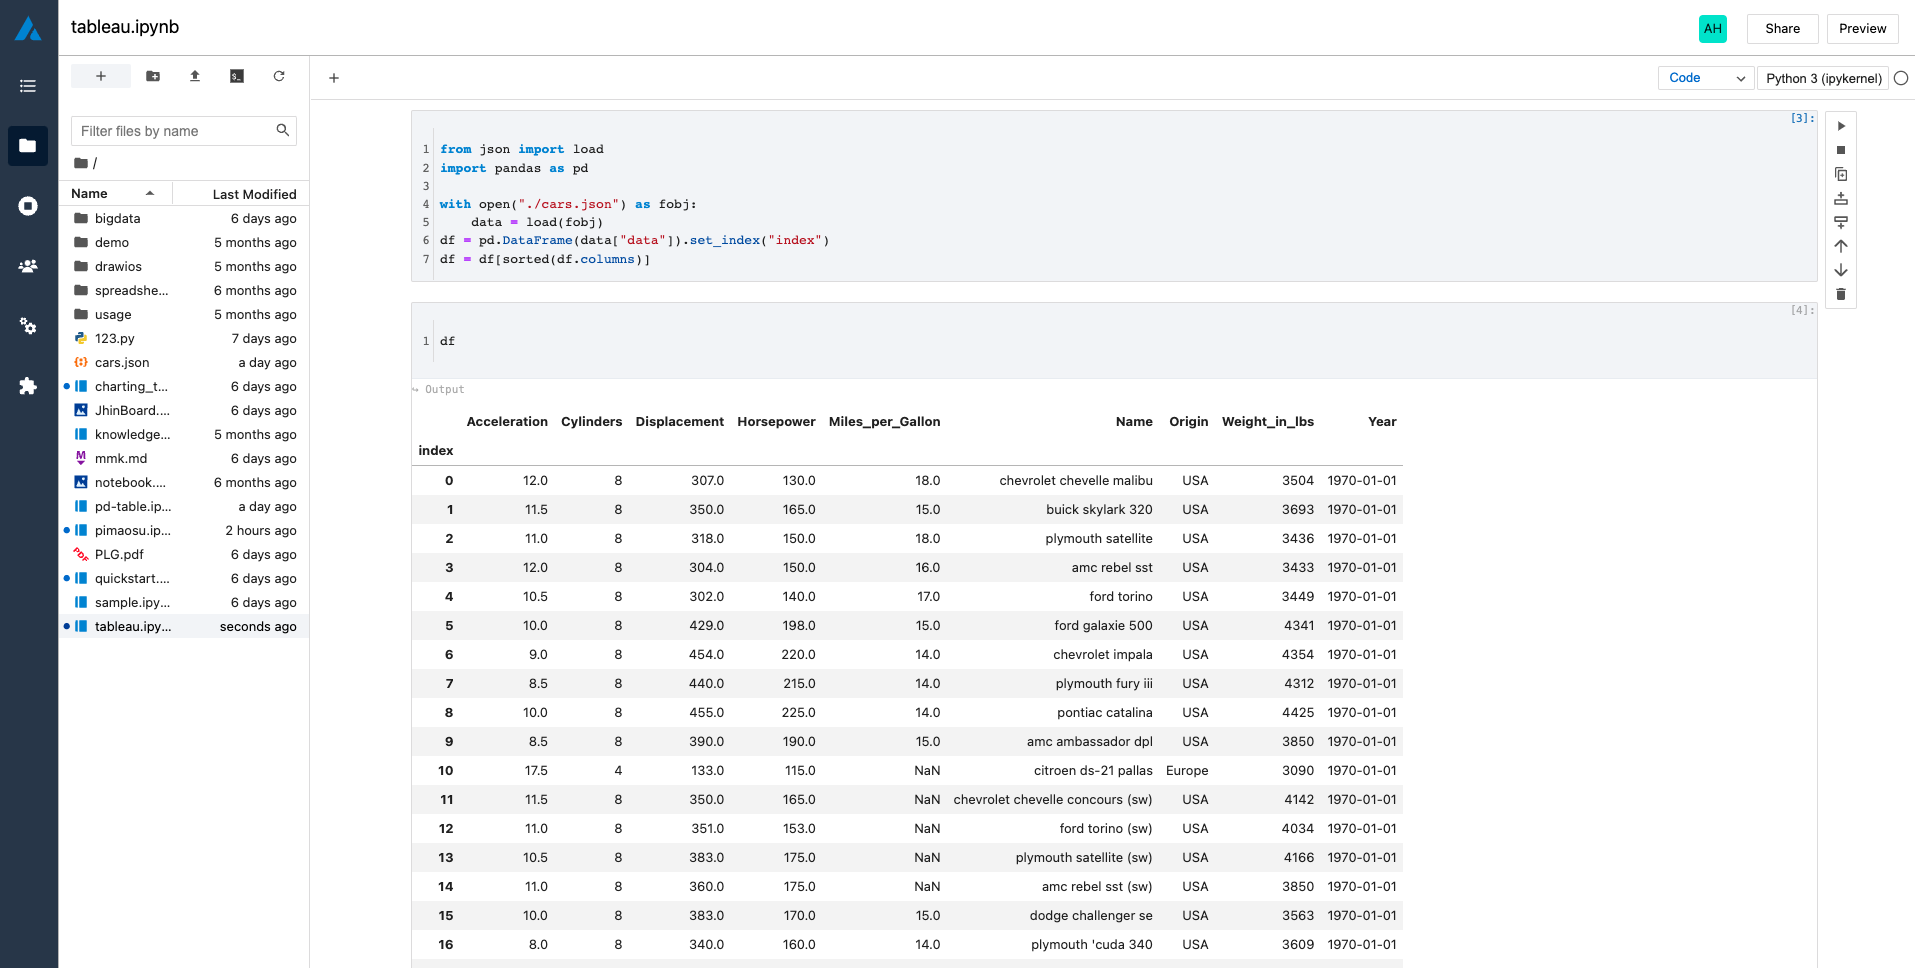 tableau.ipynb
AH
Share
Preview
Code
Python 3 (ipykernel)
Filter files by name
/
Name
Last Modified
bigdata 6 days ago
demo 5 months ago
drawios 5 months ago
spreadshe... 6 months ago
usage 5 months ago
123.py 7 days ago
cars.json a day ago
charting_t... 6 days ago
JhinBoard.... 6 days ago
knowledge... 5 months ago
mmk.md 6 days ago
notebook.... 6 months ago
pd-table.ip... a day ago
pimaosu.ip... 2 hours ago
PLG.pdf 6 days ago
quickstart.... 6 days ago
sample.ipy... 6 days ago
tableau.ipy... seconds ago
[3]:
1 from json import load
2 import pandas as pd
3
4 with open("./cars.json") as fobj:
5     data = load(fobj)
6 df = pd.DataFrame(data["data"]).set_index("index")
7 df = df[sorted(df.columns)]
[4]:
1 df
Output
Acceleration Cylinders Displacement Horsepower Miles_per_Gallon Name Origin Weight_in_lbs Year
index
0 12.0 8 307.0 130.0 18.0 chevrolet chevelle malibu USA 3504 1970-01-01
1 11.5 8 350.0 165.0 15.0 buick skylark 320 USA 3693 1970-01-01
2 11.0 8 318.0 150.0 18.0 plymouth satellite USA 3436 1970-01-01
3 12.0 8 304.0 150.0 16.0 amc rebel sst USA 3433 1970-01-01
4 10.5 8 302.0 140.0 17.0 ford torino USA 3449 1970-01-01
5 10.0 8 429.0 198.0 15.0 ford galaxie 500 USA 4341 1970-01-01
6 9.0 8 454.0 220.0 14.0 chevrolet impala USA 4354 1970-01-01
7 8.5 8 440.0 215.0 14.0 plymouth fury iii USA 4312 1970-01-01
8 10.0 8 455.0 225.0 14.0 pontiac catalina USA 4425 1970-01-01
9 8.5 8 390.0 190.0 15.0 amc ambassador dpl USA 3850 1970-01-01
10 17.5 4 133.0 115.0 NaN citroen ds-21 pallas Europe 3090 1970-01-01
11 11.5 8 350.0 165.0 NaN chevrolet chevelle concours (sw) USA 4142 1970-01-01
12 11.0 8 351.0 153.0 NaN ford torino (sw) USA 4034 1970-01-01
13 10.5 8 383.0 175.0 NaN plymouth satellite (sw) USA 4166 1970-01-01
14 11.0 8 360.0 175.0 NaN amc rebel sst (sw) USA 3850 1970-01-01
15 10.0 8 383.0 170.0 15.0 dodge challenger se USA 3563 1970-01-01
16 8.0 8 340.0 160.0 14.0 plymouth 'cuda 340 USA 3609 1970-01-01